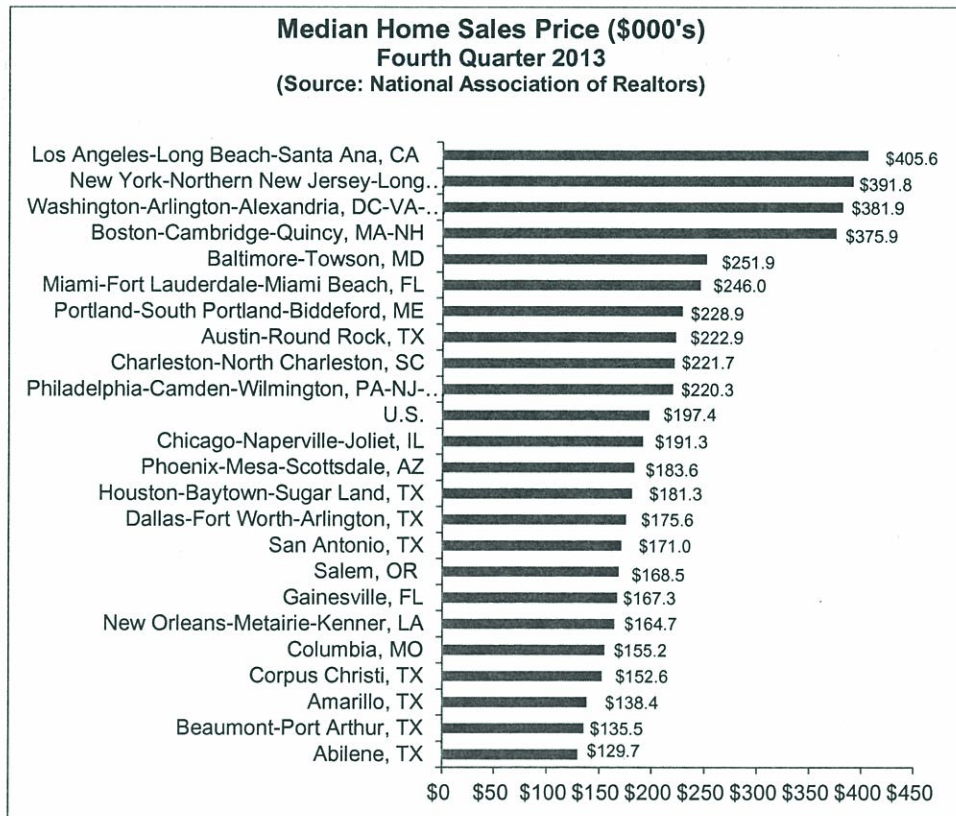 Median Home Sales Price ($000's)
Fourth Quarter 2013
(Source: National Association of Realtors)
Los Angeles-Long Beach-Santa Ana, CA $405.6
New York-Northern New Jersey-Long.. $391.8
Washington-Arlington-Alexandria, DC-VA-.. $381.9
Boston-Cambridge-Quincy, MA-NH $375.9
Baltimore-Towson, MD $251.9
Miami-Fort Lauderdale-Miami Beach, FL $246.0
Portland-South Portland-Biddeford, ME $228.9
Austin-Round Rock, TX $222.9
Charleston-North Charleston, SC $221.7
Philadelphia-Camden-Wilmington, PA-NJ-.. $220.3
U.S. $197.4
Chicago-Naperville-Joliet, IL $191.3
Phoenix-Mesa-Scottsdale, AZ $183.6
Houston-Baytown-Sugar Land, TX $181.3
Dallas-Fort Worth-Arlington, TX $175.6
San Antonio, TX $171.0
Salem, OR $168.5
Gainesville, FL $167.3
New Orleans-Metairie-Kenner, LA $164.7
Columbia, MO $155.2
Corpus Christi, TX $152.6
Amarillo, TX $138.4
Beaumont-Port Arthur, TX $135.5
Abilene, TX $129.7
$0 $50 $100 $150 $200 $250 $300 $350 $400 $450